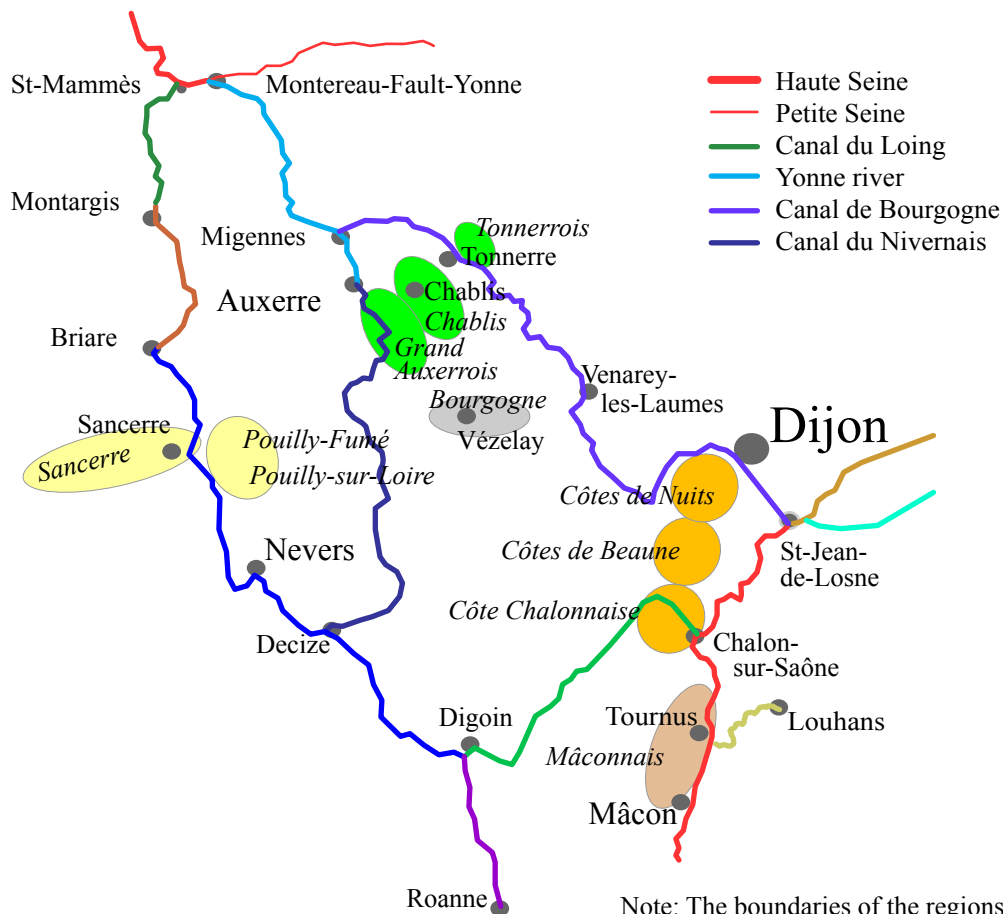 St-Mammès
Montereau-Fault-Yonne
Haute Seine
Petite Seine
Canal du Loing
Yonne river
Canal de Bourgogne
Canal du Nivernais
Montargis
Migennes
Tonnerrois
Tonnerre
Auxerre
Chablis
Chablis
Briare
Grand
Auxerrois
Venarey-
les-Laumes
Bourgogne
Vézelay
Dijon
Sancerre
Sancerre
Pouilly-Fumé
Pouilly-sur-Loire
Côtes de Nuits
Nevers
Côtes de Beaune
St-Jean-
de-Losne
Côte Chalonnaise
Decize
Chalon-
sur-Saône
Digoin
Tournus
Louhans
Mâconnais
Mâcon
Roanne
Note: The boundaries of the regions